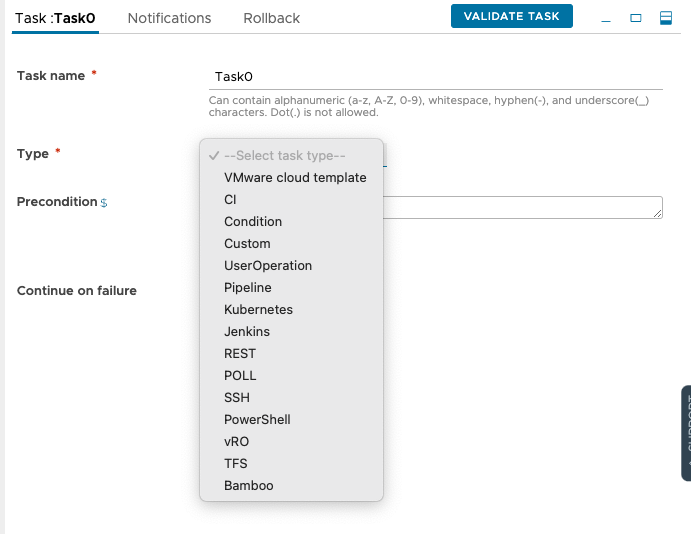 Task :Task0 Notifications Rollback VALIDATE TASK
Task name * Task0
Can contain alphanumeric (a-z, A-Z, 0-9), whitespace, hyphen(-), and underscore(_)
characters. Dot(.) is not allowed.
Type *
--Select task type--
VMware cloud template
CI
Condition
Custom
UserOperation
Pipeline
Kubernetes
Jenkins
REST
POLL
SSH
PowerShell
vRO
TFS
Bamboo
Precondition $
Continue on failure
SUPPORT